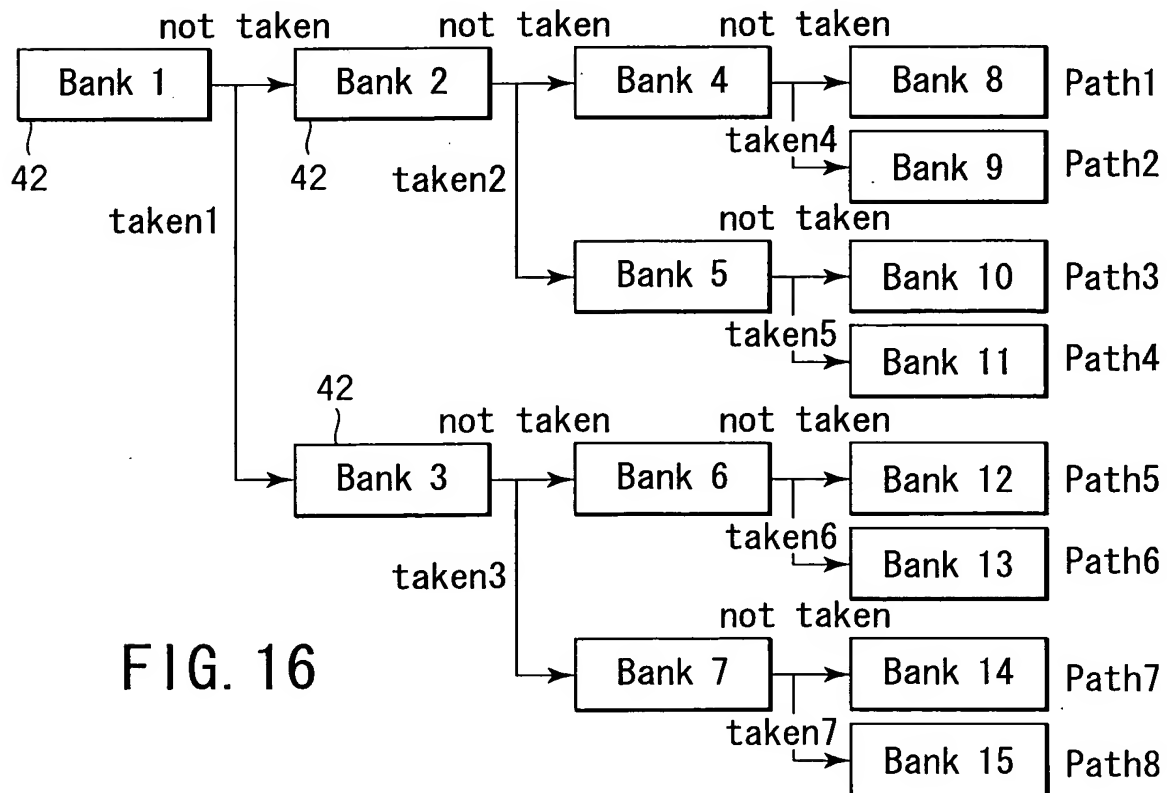 not taken not taken not taken
Bank 1 Bank 2 Bank 4 Bank 8 Path1
42 42 taken2 taken4 Bank 9 Path2
taken1 not taken
Bank 5 Bank 10 Path3
taken5 Bank 11 Path4
42 not taken not taken
Bank 3 Bank 6 Bank 12 Path5
taken6
taken3 Bank 13 Path6
not taken
FIG. 16 Bank 7 Bank 14 Path7
taken7 Bank 15 Path8